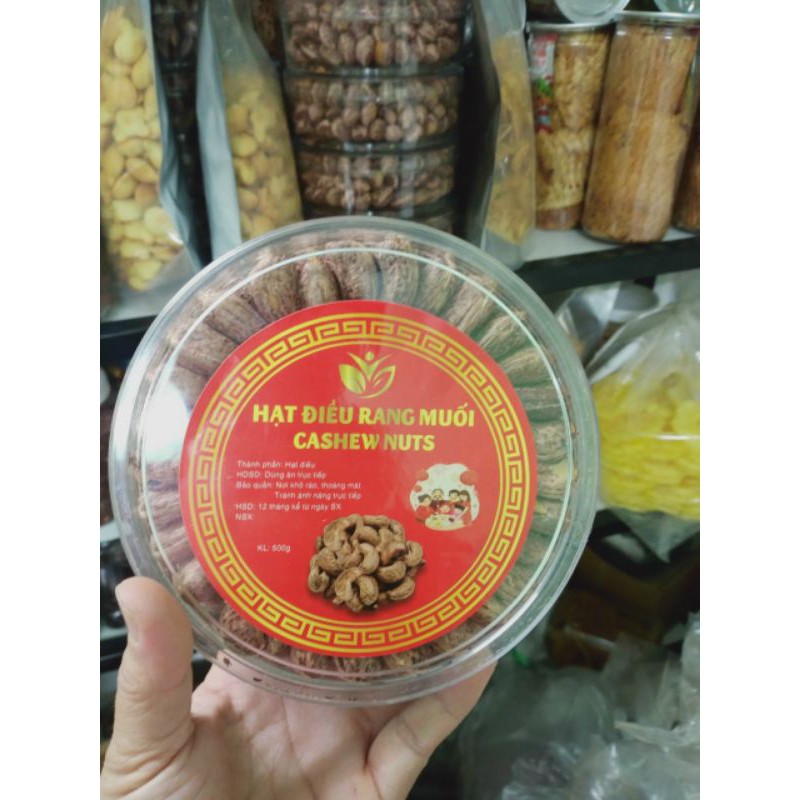 HẠT ĐIỀU RANG MUỐI
CASHEW NUTS
Thành phần: Hạt điều
HDSD: Dùng ăn trực tiếp
Bảo quản: Nơi khô ráo, thoáng mát
Tránh ánh nắng trực tiếp
HSD: 12 tháng kể từ ngày SX
NSX:
KL: 500g